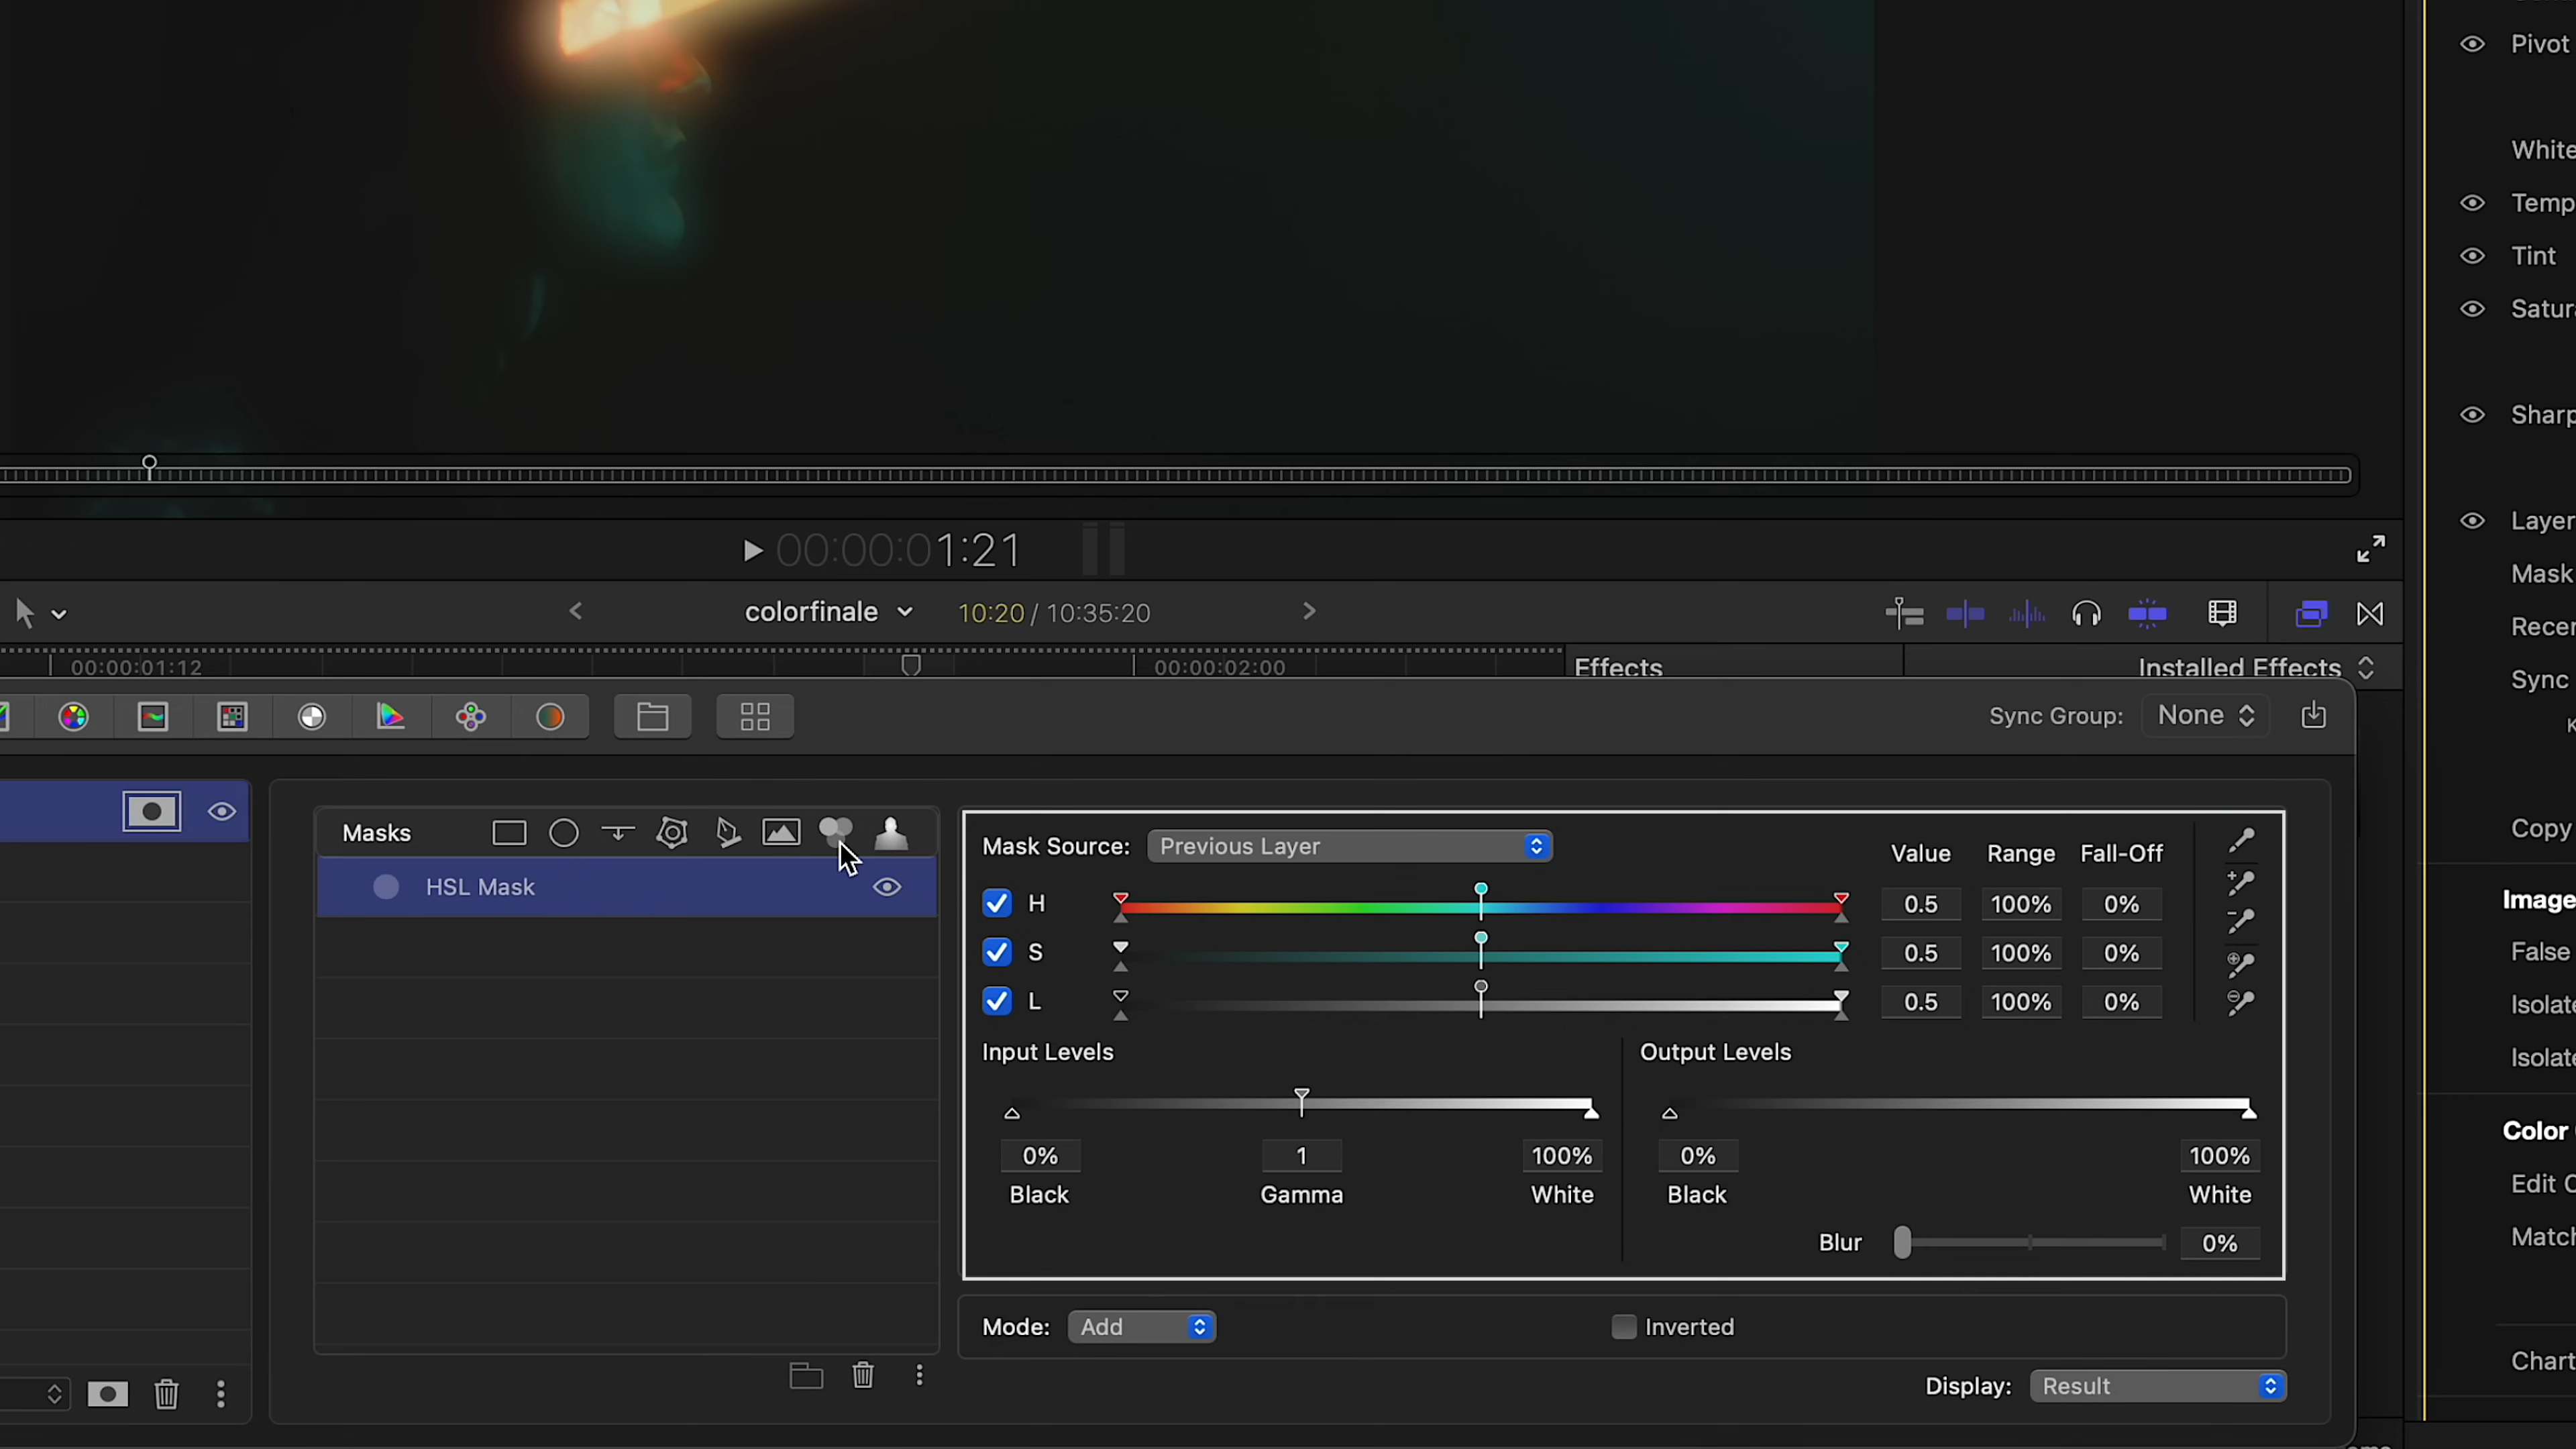 Pivot
White
Temp
Tint
Satur
Sharp
Layer
Mask
Recen
Sync
Copy
Image
False
Isolate
Isolate
Color
Edit C
Match
Chart
00:00:01:21
colorfinale
10:20 / 10:35:20
00:00:01:12
00:00:02:00
Effects
Installed Effects
Sync Group: None
Masks
HSL Mask
Mask Source: Previous Layer
Value Range Fall-Off
H 0.5 100% 0%
S 0.5 100% 0%
L 0.5 100% 0%
Input Levels
0% 1 100%
Black Gamma White
Output Levels
0% 100%
Black White
Blur 0%
Mode: Add
Inverted
Display: Result